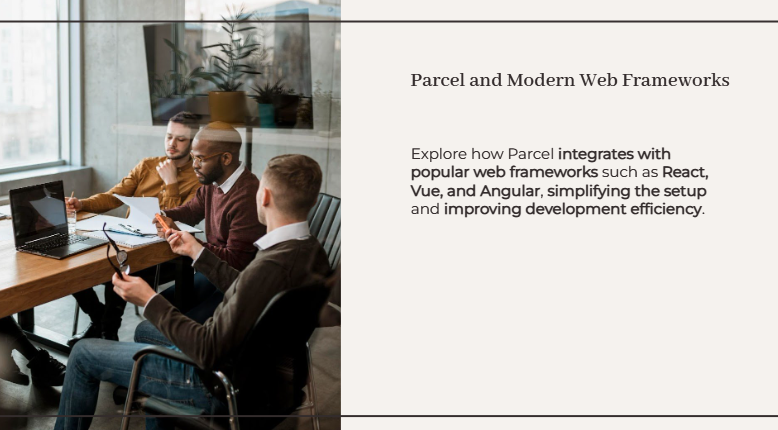 Parcel and Modern Web Frameworks
Explore how Parcel integrates with
popular web frameworks such as React,
Vue, and Angular, simplifying the setup
and improving development efficiency.